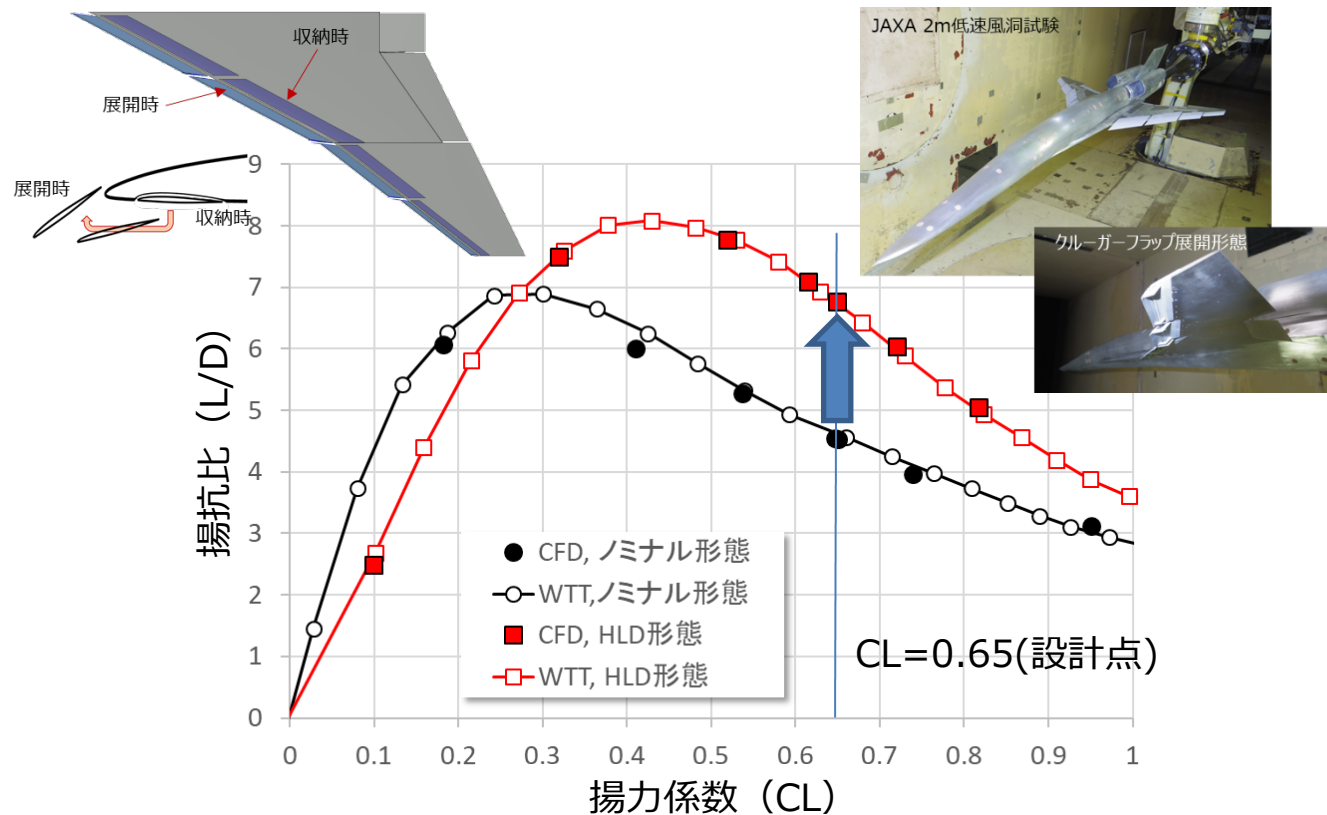 収納時
展開時
展開時
収納時
JAXA 2m低速風洞試験
クルーガーフラップ展開形態
揚抗比（L/D）
9
8
7
6
5
4
3
2
1
0
CFD, ノミナル形態
WTT,ノミナル形態
CFD, HLD形態
WTT, HLD形態
CL=0.65(設計点)
0 0.1 0.2 0.3 0.4 0.5 0.6 0.7 0.8 0.9 1
揚力係数（CL）